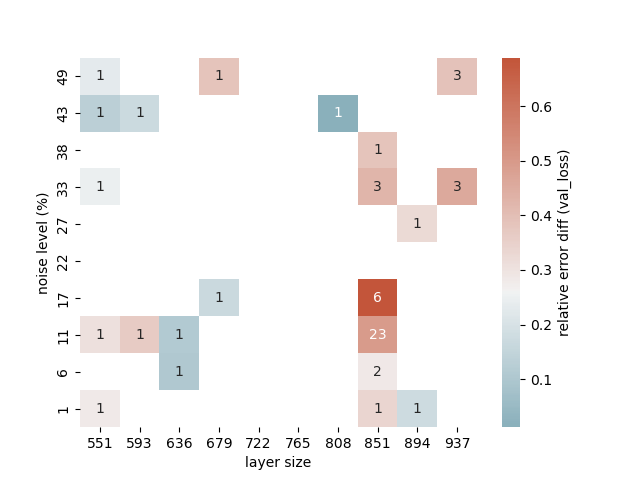 49 1 1 3
43 1 1 1
38 1
33 1 3 3
27 1
22
17 1 6
11 1 1 1 23
6 1 2
1 1 1 1
551 593 636 679 722 765 808 851 894 937
layer size
noise level (%)
0.6
0.5
0.4
0.3
0.2
0.1
relative error diff (val_loss)